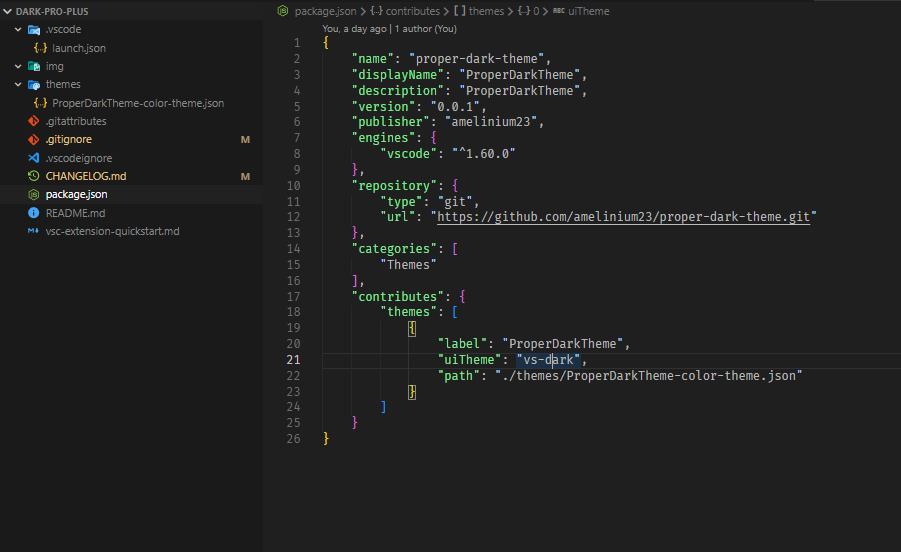 DARK-PRO-PLUS
.vscode
launch.json
img
themes
ProperDarkTheme-color-theme.json
.gitattributes
.gitignore M
.vscodeignore
CHANGELOG.md M
package.json
README.md
vsc-extension-quickstart.md
package.json > {..} contributes > [ ] themes > {..} 0 > ABC uiTheme
You, a day ago | 1 author (You)
1 {
2 "name": "proper-dark-theme",
3 "displayName": "ProperDarkTheme",
4 "description": "ProperDarkTheme",
5 "version": "0.0.1",
6 "publisher": "amelinium23",
7 "engines": {
8 "vscode": "^1.60.0"
9 },
10 "repository": {
11 "type": "git",
12 "url": "https://github.com/amelinium23/proper-dark-theme.git"
13 },
14 "categories": [
15 "Themes"
16 ],
17 "contributes": {
18 "themes": [
19 {
20 "label": "ProperDarkTheme",
21 "uiTheme": "vs-dark",
22 "path": "./themes/ProperDarkTheme-color-theme.json"
23 }
24 ]
25 }
26 }